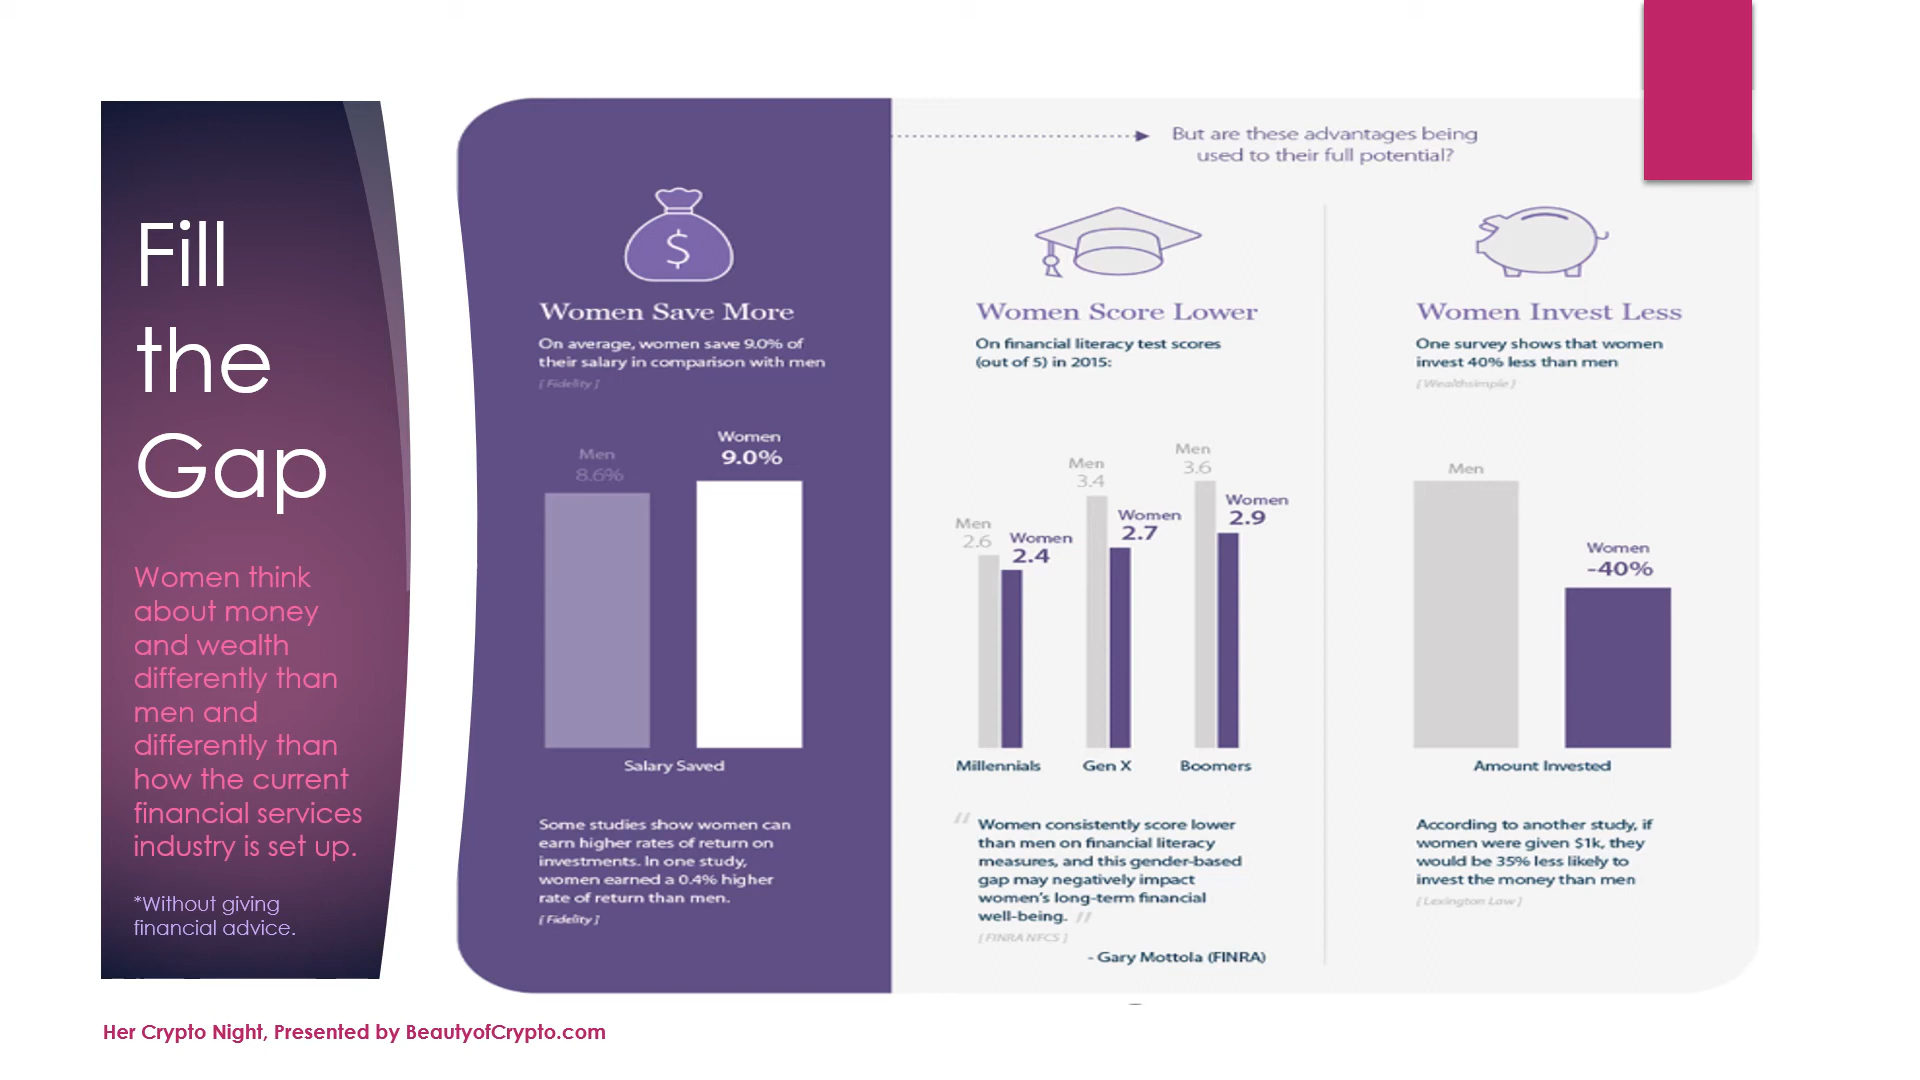 Fill
the
Gap
Women think
about money
and wealth
differently than
men and
differently than
how the current
financial services
industry is set up.
*Without giving
financial advice.
$
Women Save More
On average, women save 9.0% of
their salary in comparison with men
[ Fidelity ]
Men
8.6%
Women
9.0%
Salary Saved
Some studies show women can
earn higher rates of return on
investments. In one study,
women earned a 0.4% higher
rate of return than men.
[ Fidelity ]
But are these advantages being
used to their full potential?
Women Score Lower
On financial literacy test scores
(out of 5) in 2015:
Men
2.6
Women
2.4
Men
3.4
Women
2.7
Men
3.6
Women
2.9
Millennials
Gen X
Boomers
" Women consistently score lower
than men on financial literacy
measures, and this gender-based
gap may negatively impact
women's long-term financial
well-being. "
[ FINRA NFCS ]
- Gary Mottola (FINRA)
Women Invest Less
One survey shows that women
invest 40% less than men
[ Wealthsimple ]
Men
Women
-40%
Amount Invested
According to another study, if
women were given $1k, they
would be 35% less likely to
invest the money than men
[ Lexington Law ]
Her Crypto Night, Presented by BeautyofCrypto.com